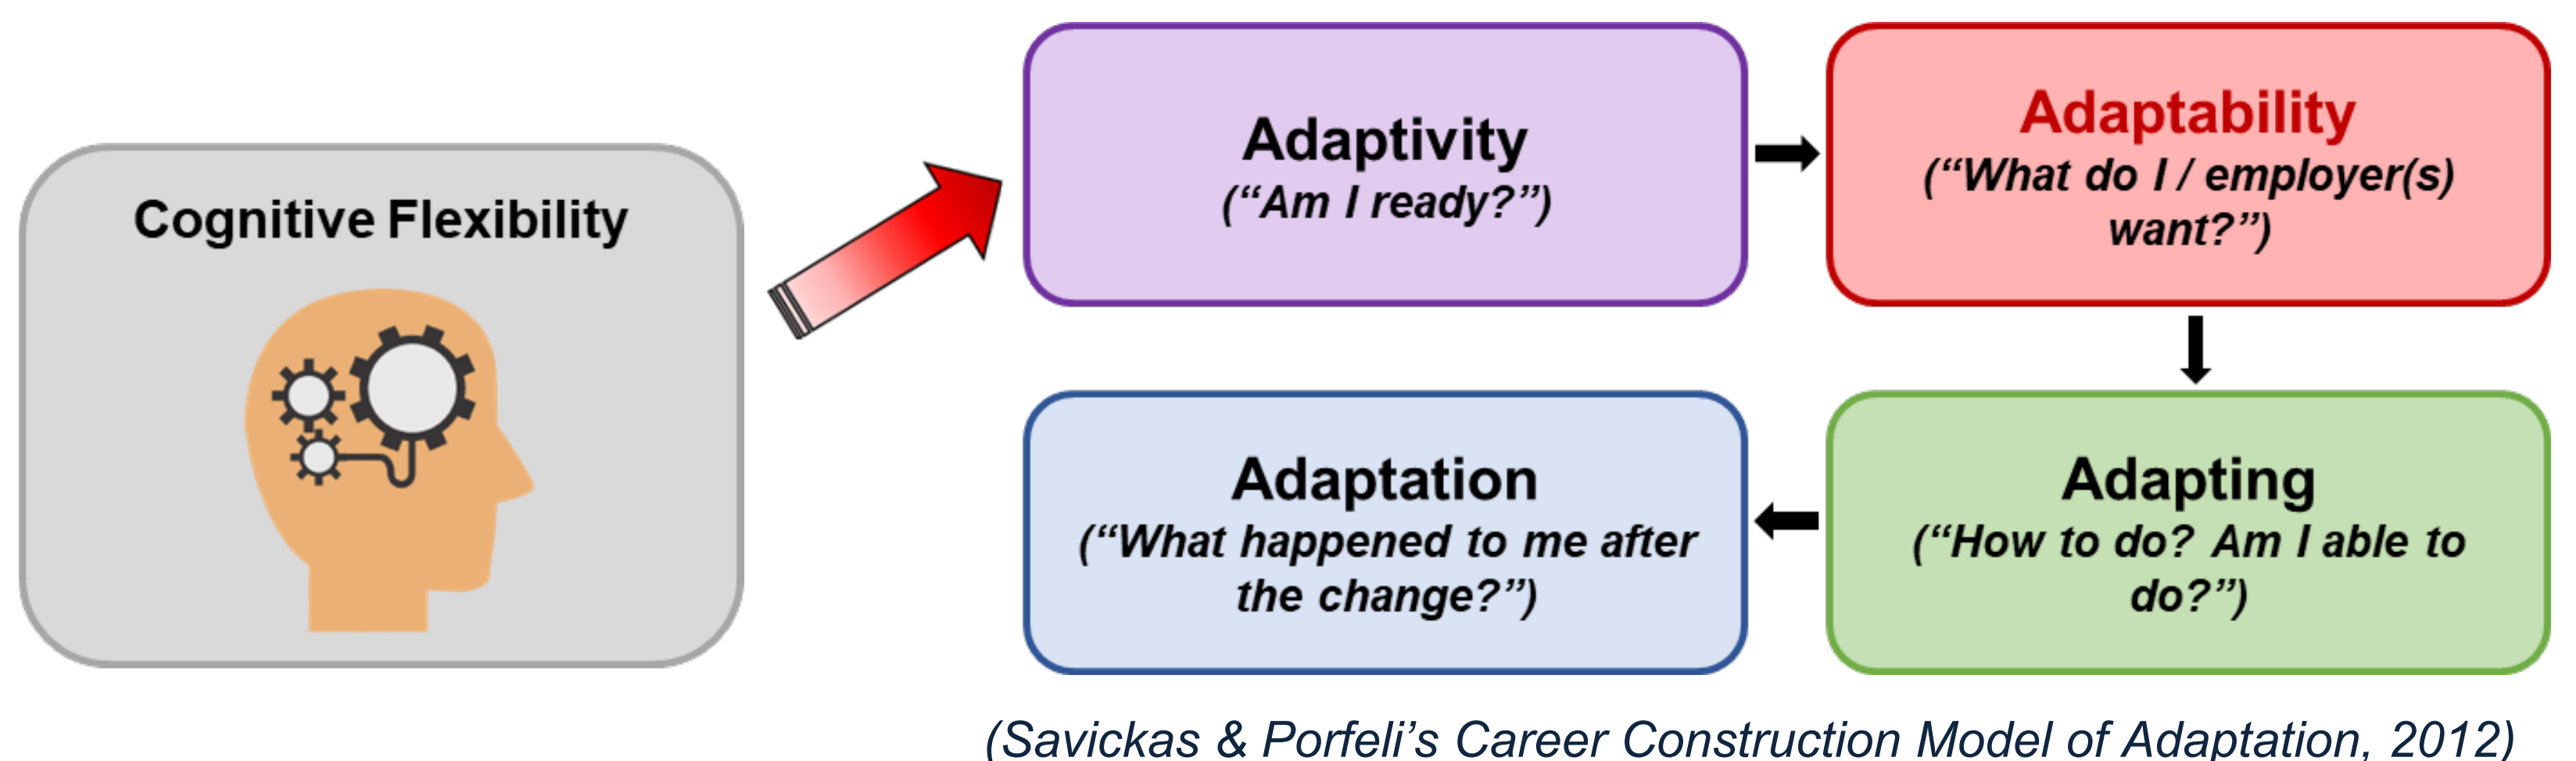 Cognitive Flexibility
Adaptivity
(“Am I ready?”)
Adaptability
(“What do I / employer(s)
want?”)
Adapting
(“How to do? Am I able to
do?”)
Adaptation
(“What happened to me after
the change?”)
(Savickas & Porfeli’s Career Construction Model of Adaptation, 2012)